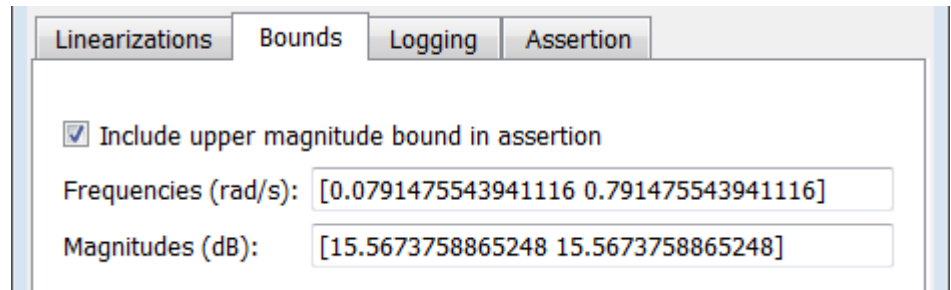 Linearizations Bounds Logging Assertion
Include upper magnitude bound in assertion
Frequencies (rad/s): [0.0791475543941116 0.791475543941116]
Magnitudes (dB): [15.5673758865248 15.5673758865248]